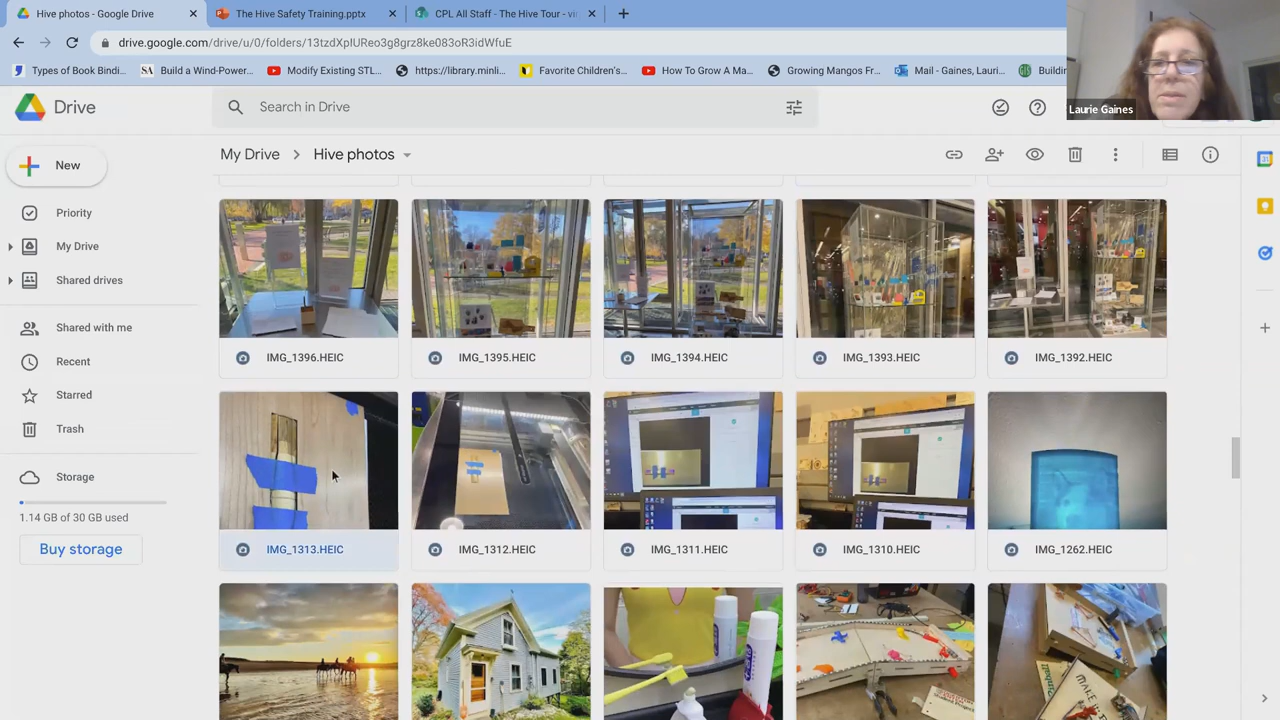 Hive photos - Google Drive
The Hive Safety Training.pptx
CPL All Staff - The Hive Tour - vir
drive.google.com/drive/u/0/folders/13tzdXpIUReo3g8grz8ke083oR3idWfuE
Types of Book Bindi...
Build a Wind-Power...
Modify Existing STL...
https://library.minli...
Favorite Children's...
How To Grow A Ma...
Growing Mangos Fr...
Mail - Gaines, Lauri...
Buildin
Laurie Gaines
Drive
Search in Drive
New
My Drive
Hive photos
Priority
My Drive
Shared drives
Shared with me
Recent
Starred
Trash
Storage
1.14 GB of 30 GB used
Buy storage
IMG_1396.HEIC
IMG_1395.HEIC
IMG_1394.HEIC
IMG_1393.HEIC
IMG_1392.HEIC
IMG_1313.HEIC
IMG_1312.HEIC
IMG_1311.HEIC
IMG_1310.HEIC
IMG_1262.HEIC